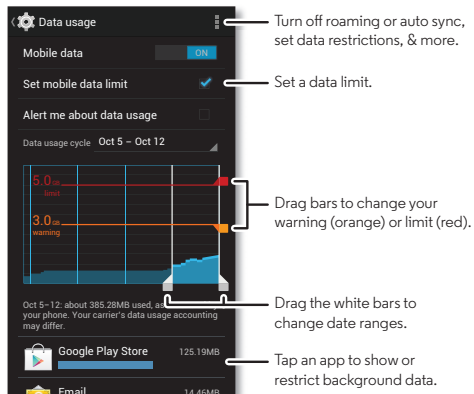 Data usage
Turn off roaming or auto sync,
set data restrictions, & more.
Mobile data
ON
Set mobile data limit
Set a data limit.
Alert me about data usage
Data usage cycle Oct 5 – Oct 12
5.0 GB
limit
3.0 GB
warning
Drag bars to change your
warning (orange) or limit (red).
Oct 5–12: about 385.28MB used, as
your phone. Your carrier's data usage accounting
may differ.
Drag the white bars to
change date ranges.
Google Play Store 125.19MB
Tap an app to show or
restrict background data.
Email 14.46MB